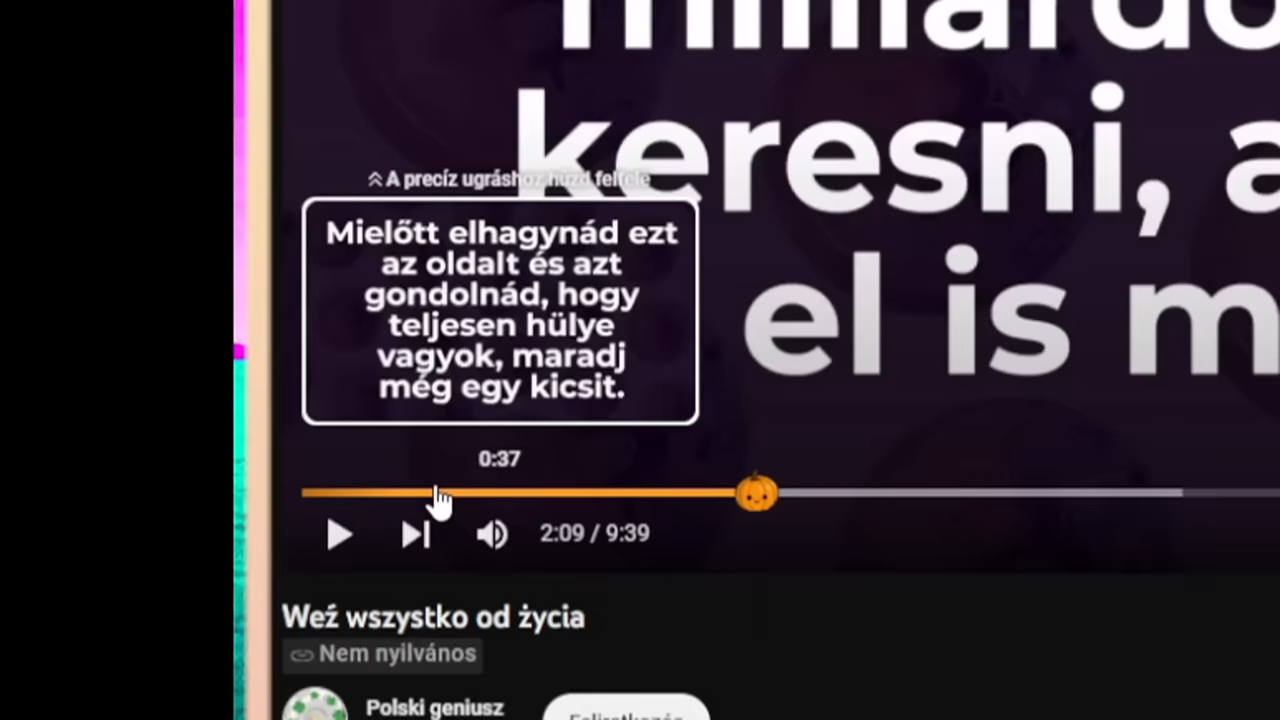 keresni, a
el is m
A precíz ugráshoz húzd felfele
Mielőtt elhagynád ezt
az oldalt és azt
gondolnád, hogy
teljesen hülye
vagyok, maradj
még egy kicsit.
0:37
2:09 / 9:39
Weź wszystko od życia
Nem nyilvános
Polski geniusz